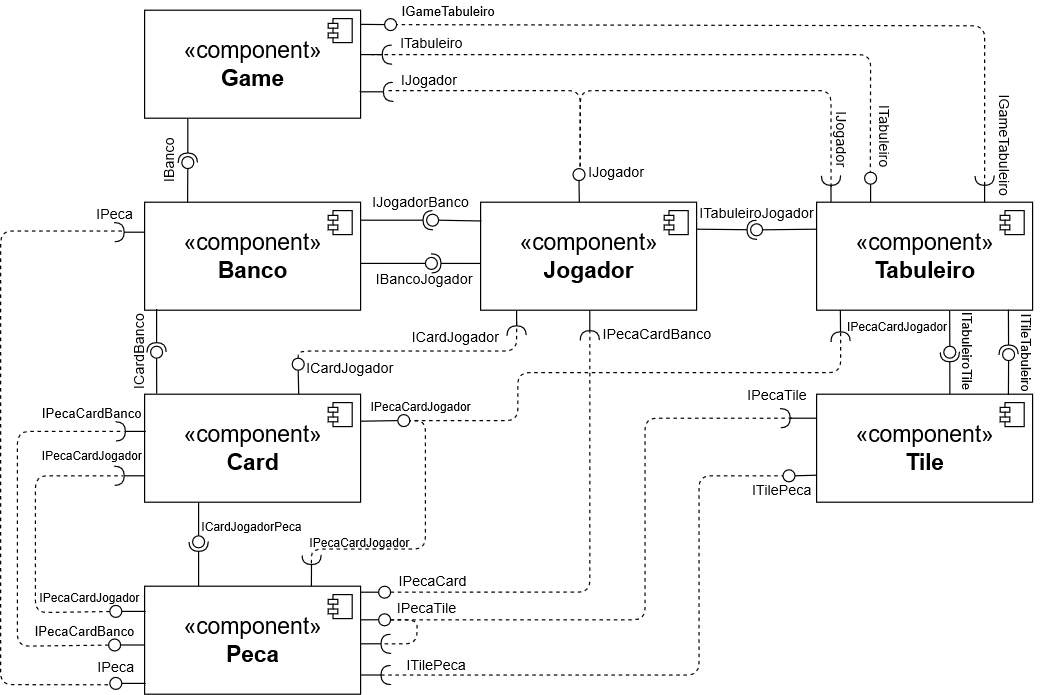 IGameTabuleiro
«component»
Game
ITabuleiro
IJogador
IBanco
IJogador
ITabuleiro
IGameTabuleiro
IJogador
IPeca
«component»
Banco
IJogadorBanco
IBancoJogador
«component»
Jogador
ITabuleiroJogador
«component»
Tabuleiro
ICardBanco
ICardJogador
ICardJogador
IPecaCardBanco
IPecaCardJogador
ITabuleiroTile
ITileTabuleiro
IPecaCardBanco
IPecaCardJogador
«component»
Card
IPecaCardJogador
IPecaTile
ITilePeca
«component»
Tile
ICardJogadorPeca
IPecaCardJogador
IPecaCardJogador
IPecaCardBanco
IPeca
«component»
Peca
IPecaCard
IPecaTile
ITilePeca